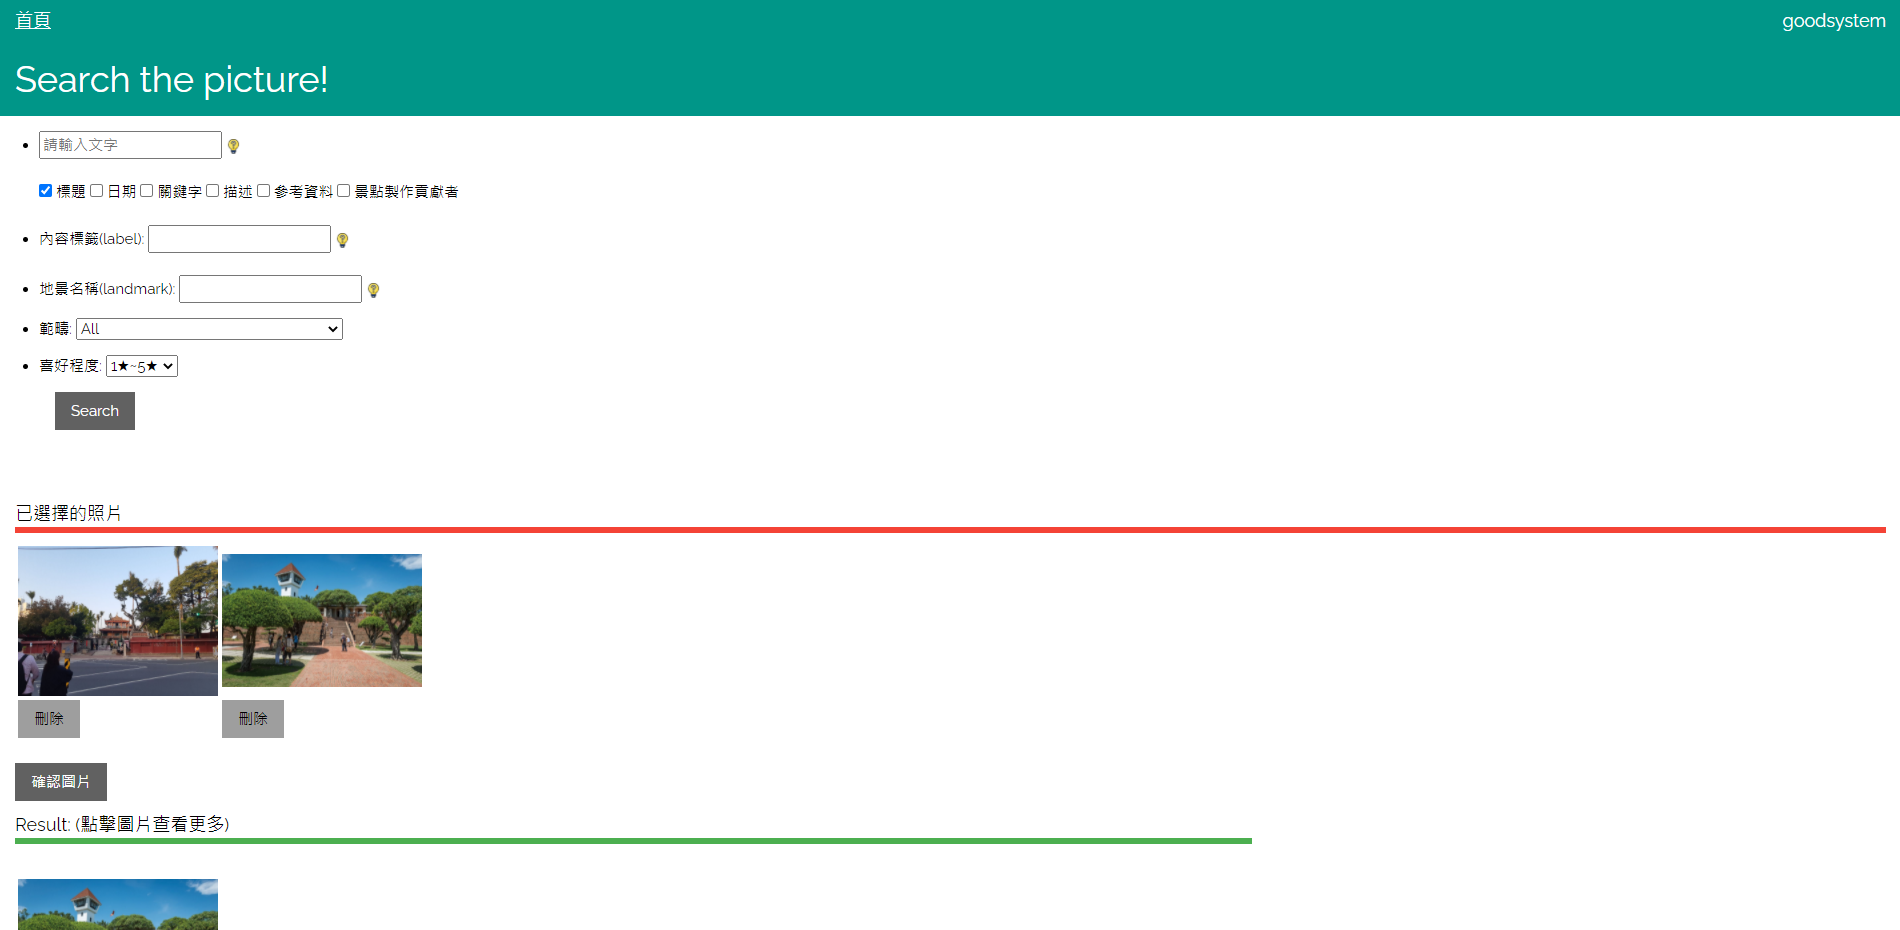 首頁 goodsystem
Search the picture!
請輸入文字
標題 日期 關鍵字 描述 參考資料 景點製作貢獻者
內容標籤(label):
地景名稱(landmark):
範疇: All
喜好程度: 1★~5★
Search
已選擇的照片
刪除 刪除
確認圖片
Result: (點擊圖片查看更多)